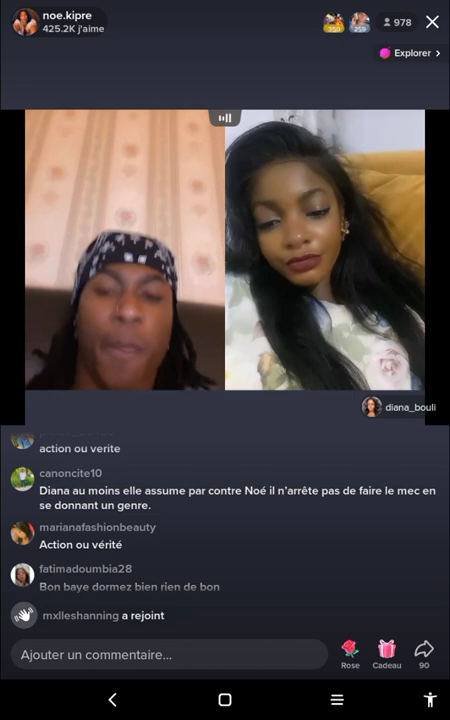 noe.kipre
425.2K j'aime
350
259
978
Explorer
diana_bouli
action ou verite
canoncite10
Diana au moins elle assume par contre Noé il n'arrête pas de faire le mec en
se donnant un genre.
marianafashionbeauty
Action ou vérité
fatimadoumbia28
Bon baye dormez bien rien de bon
mxlleshanning a rejoint
Ajouter un commentaire...
Rose
Cadeau
90